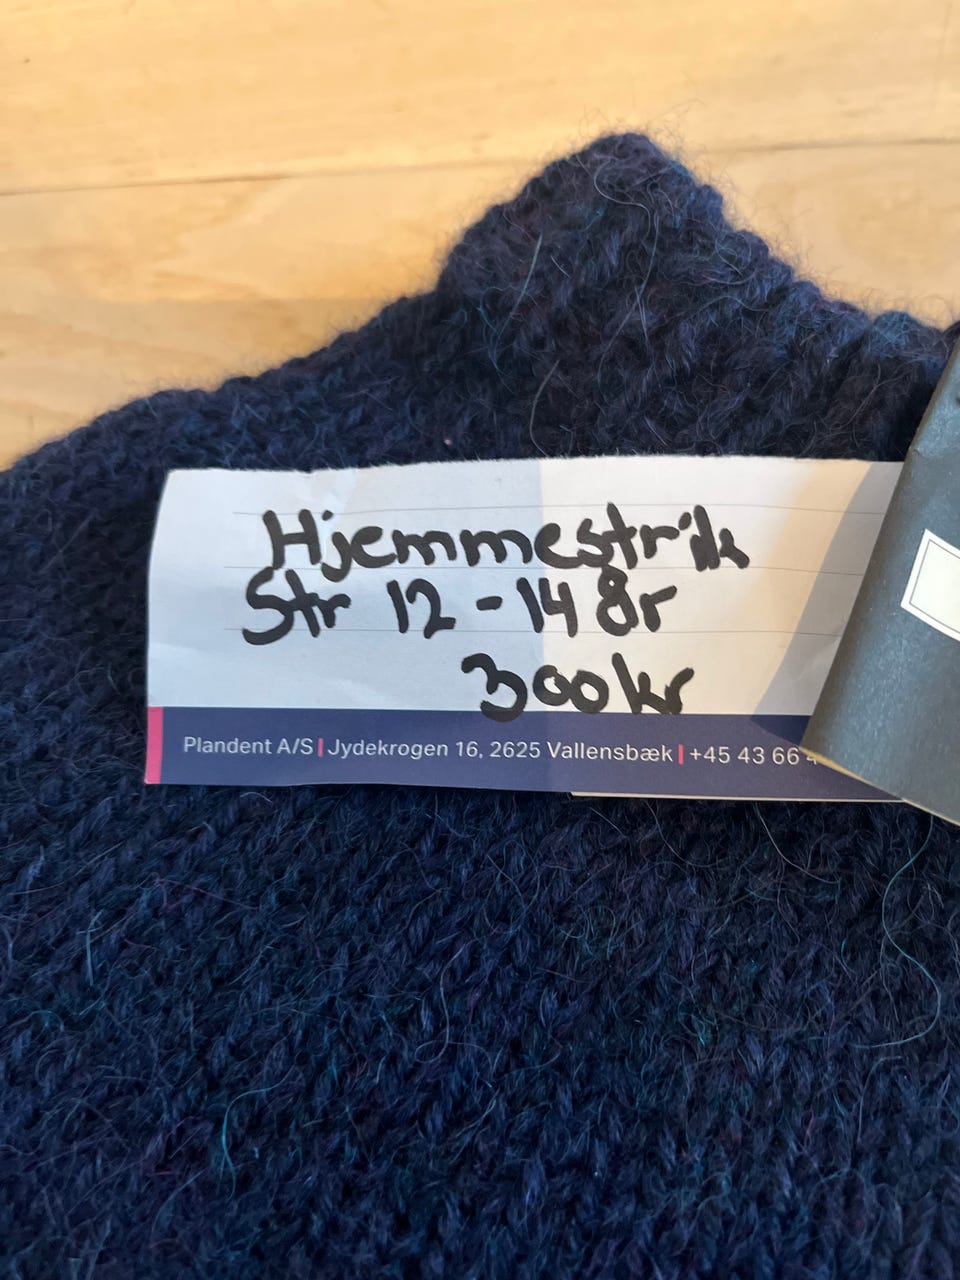 Hjemmestrik
Str 12-14 år
300kr
Plandent A/S | Jydekrogen 16, 2625 Vallensbæk | +45 43 66